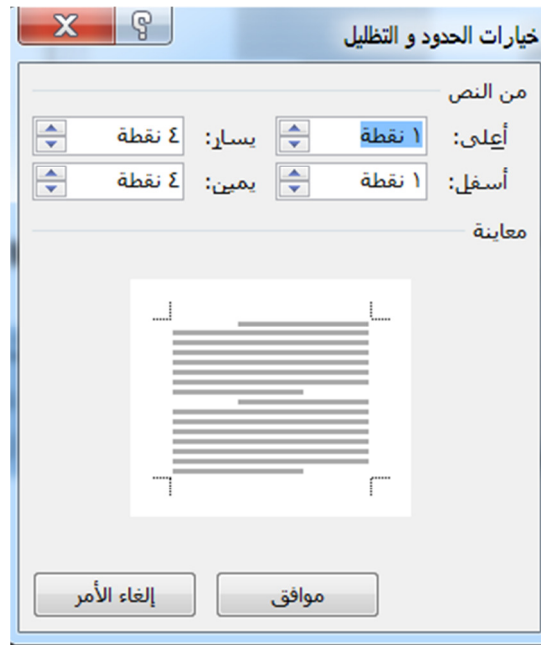 خيارات الحدود و التظليل
من النص
أعلى: ١ نقطة يسار: ٤ نقطة
أسفل: ١ نقطة يمين: ٤ نقطة
معاينة
موافق إلغاء الأمر